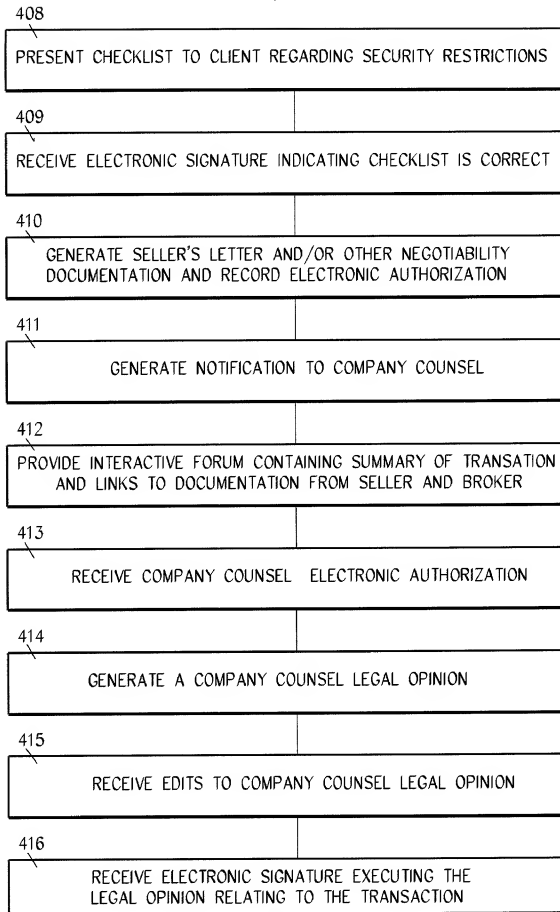 408
PRESENT CHECKLIST TO CLIENT REGARDING SECURITY RESTRICTIONS
409
RECEIVE ELECTRONIC SIGNATURE INDICATING CHECKLIST IS CORRECT
410
GENERATE SELLER'S LETTER AND/OR OTHER NEGOTIABILITY
DOCUMENTATION AND RECORD ELECTRONIC AUTHORIZATION
411
GENERATE NOTIFICATION TO COMPANY COUNSEL
412
PROVIDE INTERACTIVE FORUM CONTAINING SUMMARY OF TRANSATION
AND LINKS TO DOCUMENTATION FROM SELLER AND BROKER
413
RECEIVE COMPANY COUNSEL ELECTRONIC AUTHORIZATION
414
GENERATE A COMPANY COUNSEL LEGAL OPINION
415
RECEIVE EDITS TO COMPANY COUNSEL LEGAL OPINION
416
RECEIVE ELECTRONIC SIGNATURE EXECUTING THE
LEGAL OPINION RELATING TO THE TRANSACTION